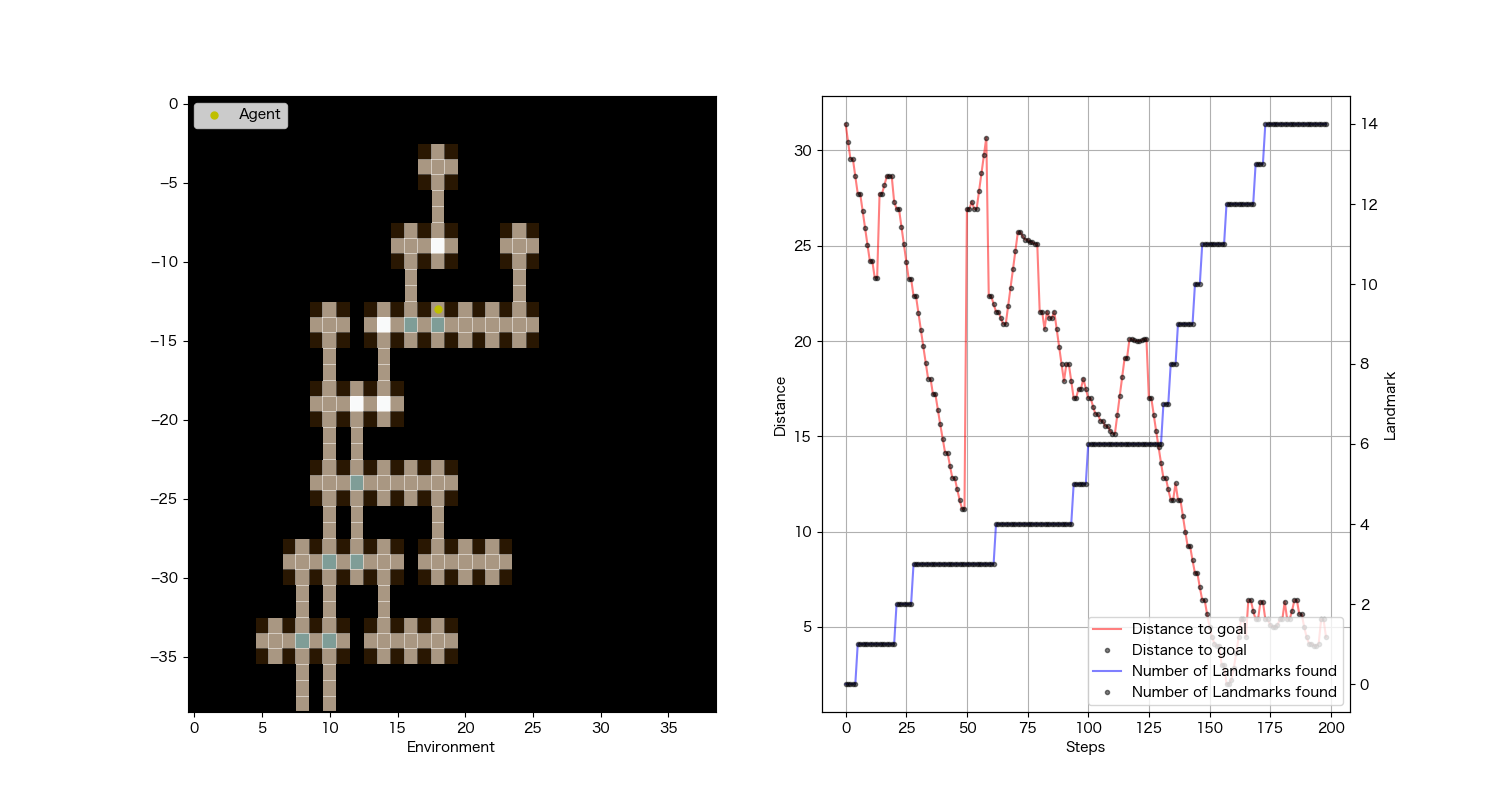 0
−5
−10
−15
−20
−25
−30
−35
Agent
0 5 10 15 20 25 30 35
Environment
30
25
20
15
10
5
Distance
14
12
10
8
6
4
2
0
Landmark
Distance to goal
Distance to goal
Number of Landmarks found
Number of Landmarks found
0 25 50 75 100 125 150 175 200
Steps